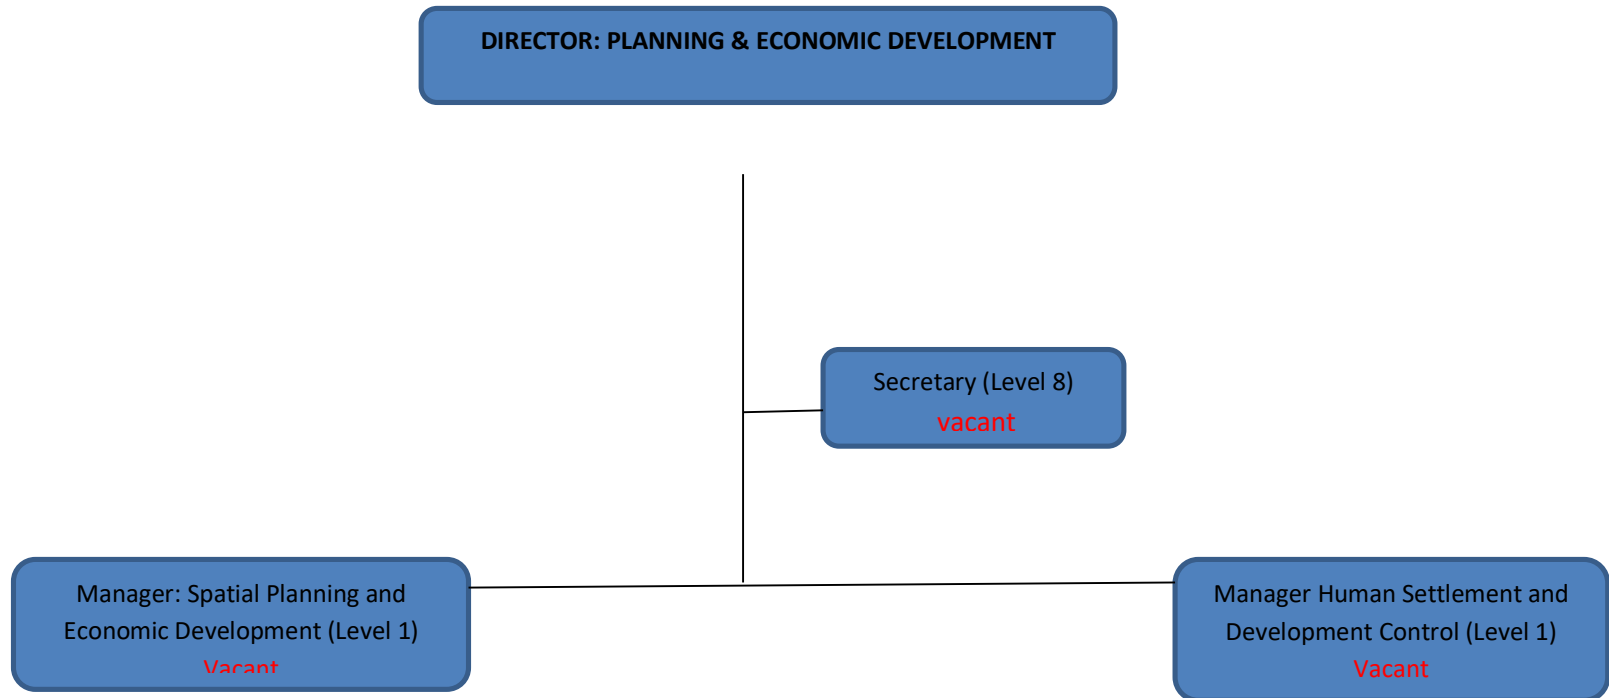 DIRECTOR: PLANNING & ECONOMIC DEVELOPMENT
Secretary (Level 8)
vacant
Manager: Spatial Planning and
Economic Development (Level 1)
Vacant
Manager Human Settlement and
Development Control (Level 1)
Vacant